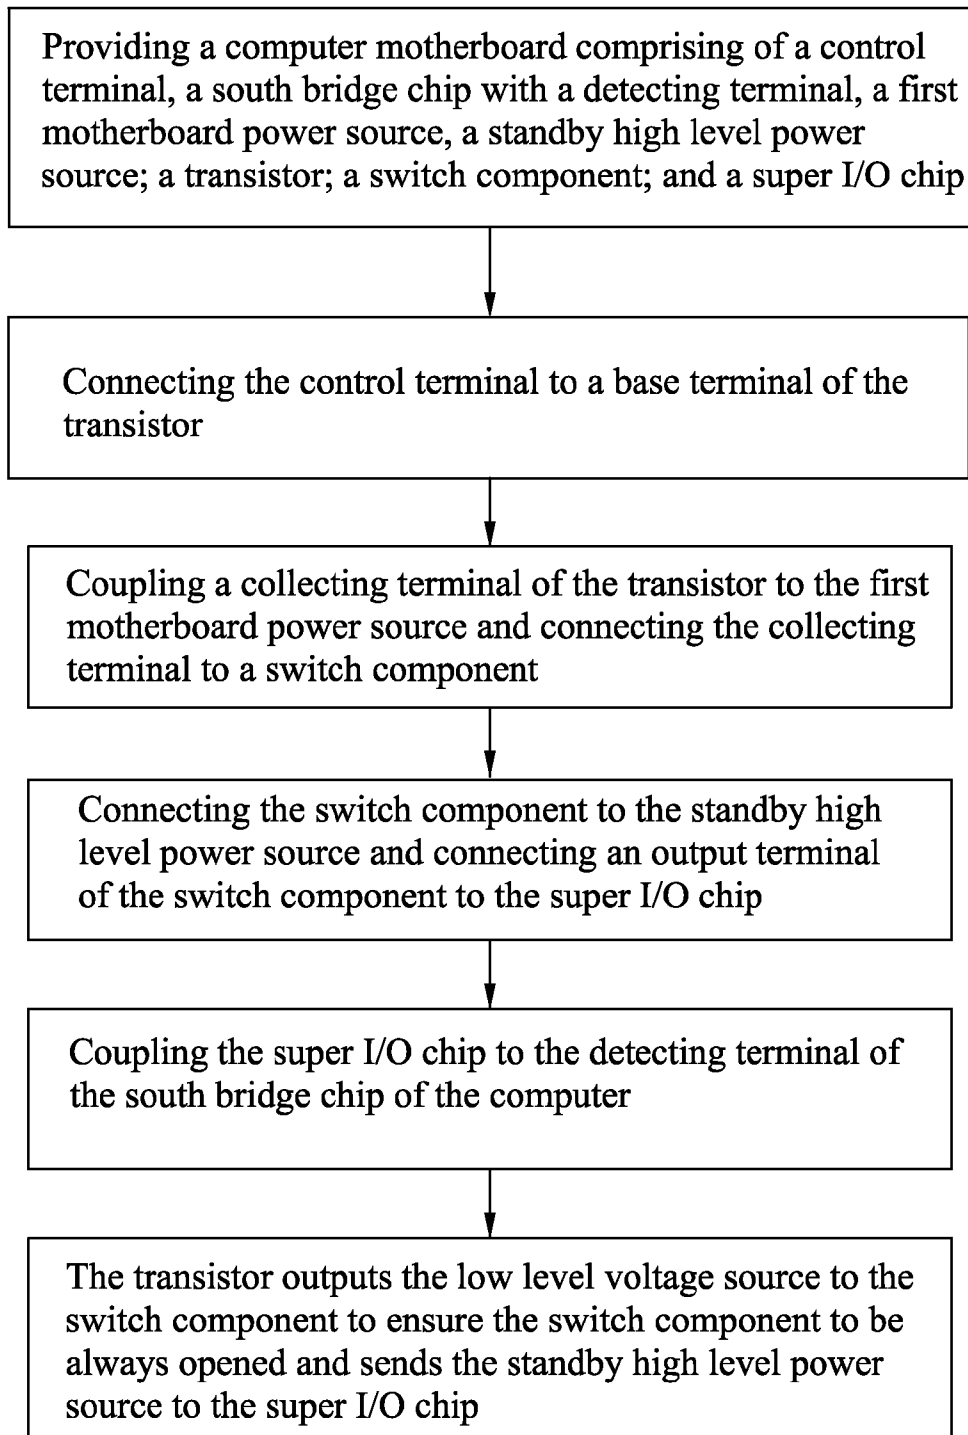 Providing a computer motherboard comprising of a control
terminal, a south bridge chip with a detecting terminal, a first
motherboard power source, a standby high level power
source; a transistor; a switch component; and a super I/O chip
Connecting the control terminal to a base terminal of the
transistor
Coupling a collecting terminal of the transistor to the first
motherboard power source and connecting the collecting
terminal to a switch component
Connecting the switch component to the standby high
level power source and connecting an output terminal
of the switch component to the super I/O chip
Coupling the super I/O chip to the detecting terminal of
the south bridge chip of the computer
The transistor outputs the low level voltage source to the
switch component to ensure the switch component to be
always opened and sends the standby high level power
source to the super I/O chip